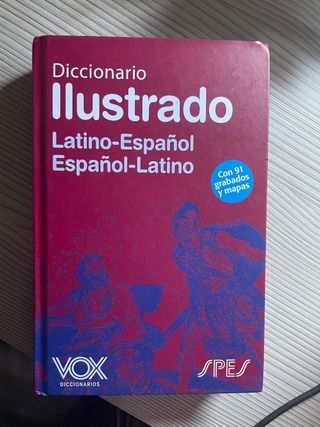 Diccionario
Ilustrado
Latino-Español
Español-Latino
Con 91
grabados
y mapas
VOX
DICCIONARIOS
SPES